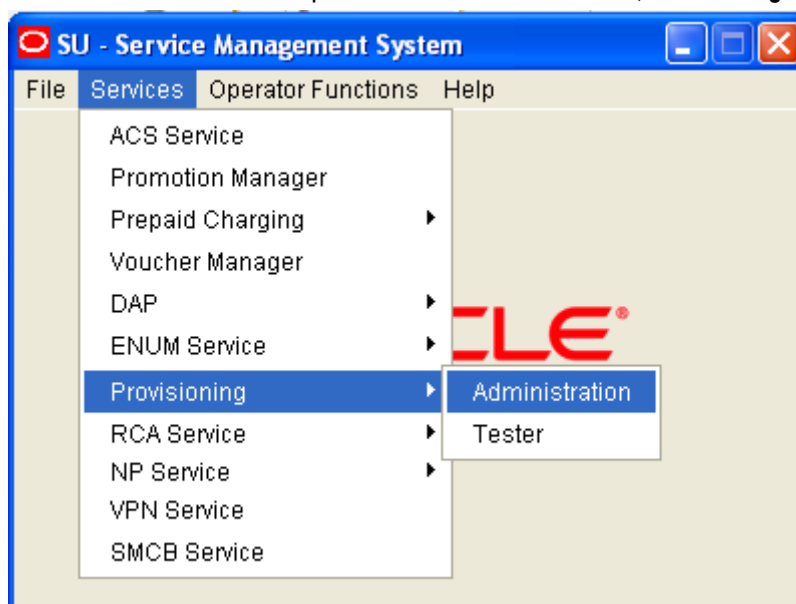 SU - Service Management System
File Services Operator Functions Help
ACS Service
Promotion Manager
Prepaid Charging
Voucher Manager
DAP
ENUM Service
CLE®
Provisioning
Administration
RCA Service
Tester
NP Service
VPN Service
SMCB Service